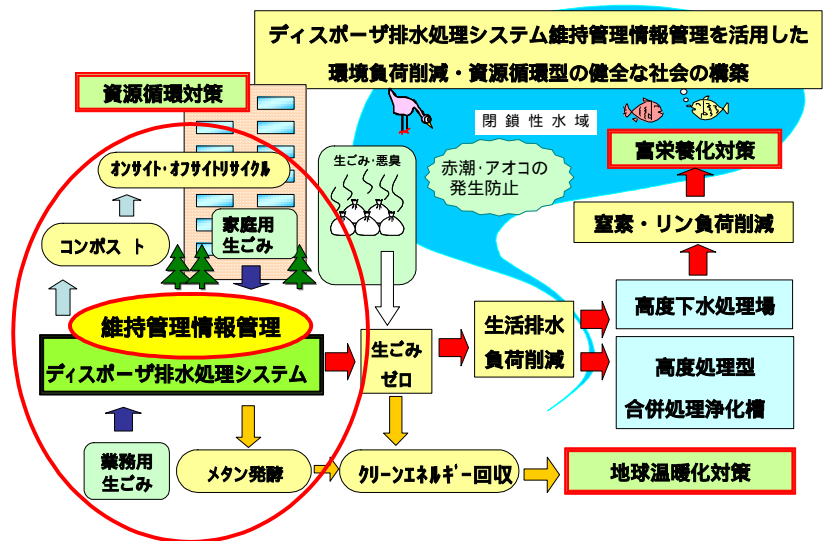 ディスポーザ排水処理システム維持管理情報管理を活用した
環境負荷削減・資源循環型の健全な社会の構築
資源循環対策
閉鎖性水域
富栄養化対策
オンサイト・オフサイトリサイクル
生ごみ・悪臭
赤潮・アオコの
発生防止
家庭用
生ごみ
窒素・リン負荷削減
コンポスト
維持管理情報管理
ディスポーザ排水処理システム
生ごみ
ゼロ
生活排水
負荷削減
高度下水処理場
高度処理型
合併処理浄化槽
業務用
生ごみ
メタン発酵
クリーンエネルギー回収
地球温暖化対策